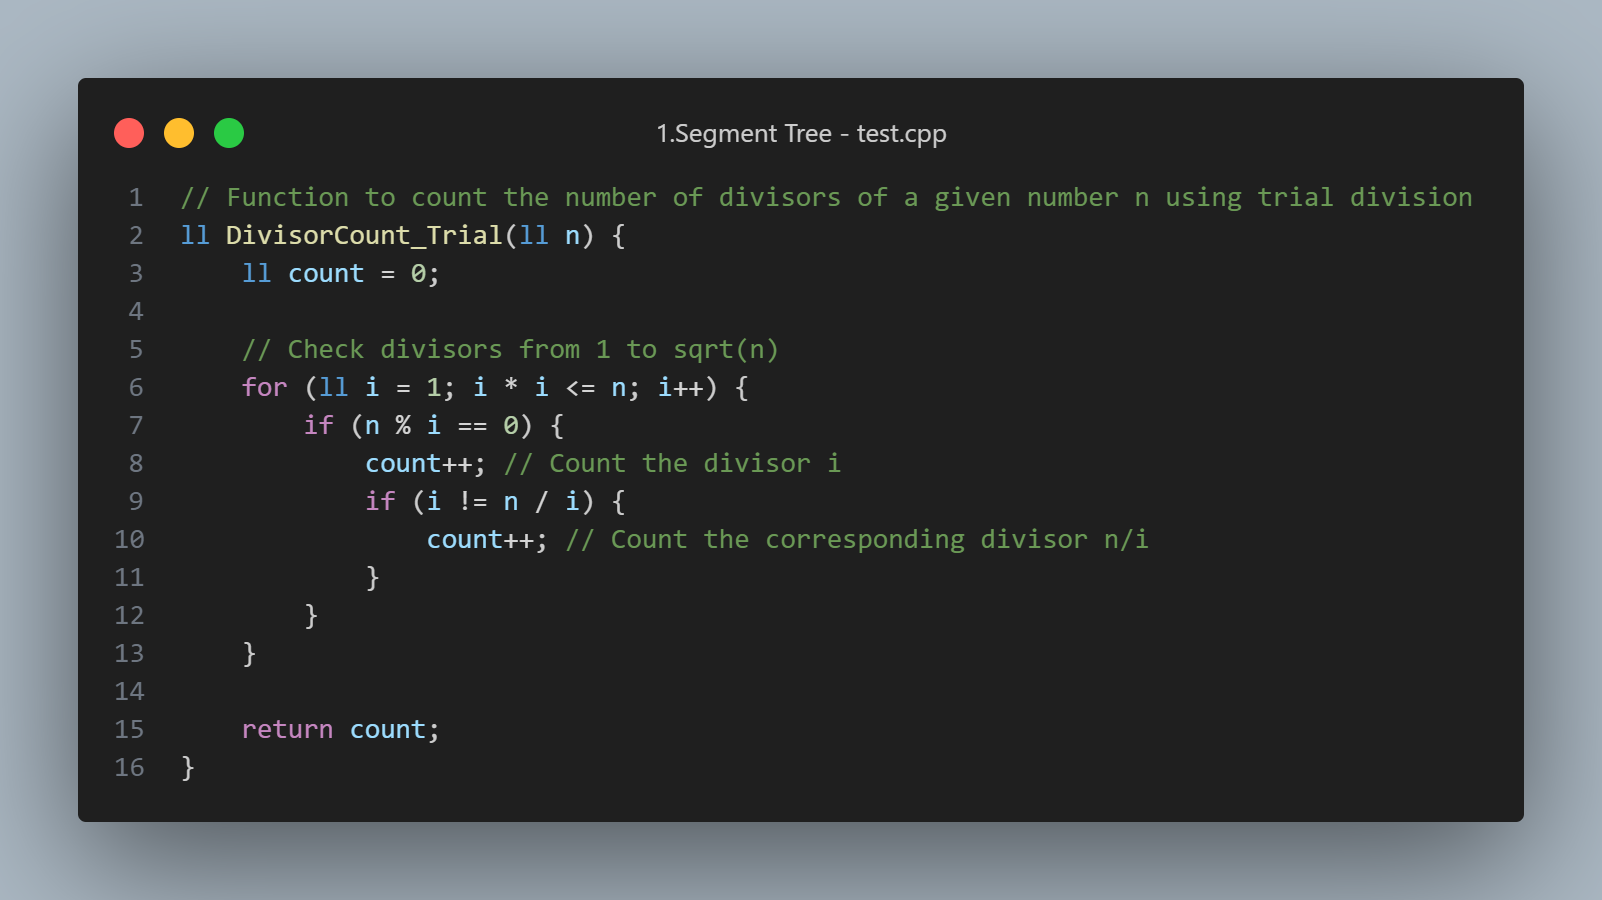 1.Segment Tree - test.cpp
1 // Function to count the number of divisors of a given number n using trial division
2 ll DivisorCount_Trial(ll n) {
3     ll count = 0;
4
5     // Check divisors from 1 to sqrt(n)
6     for (ll i = 1; i * i <= n; i++) {
7         if (n % i == 0) {
8             count++; // Count the divisor i
9             if (i != n / i) {
10                 count++; // Count the corresponding divisor n/i
11             }
12         }
13     }
14
15     return count;
16 }